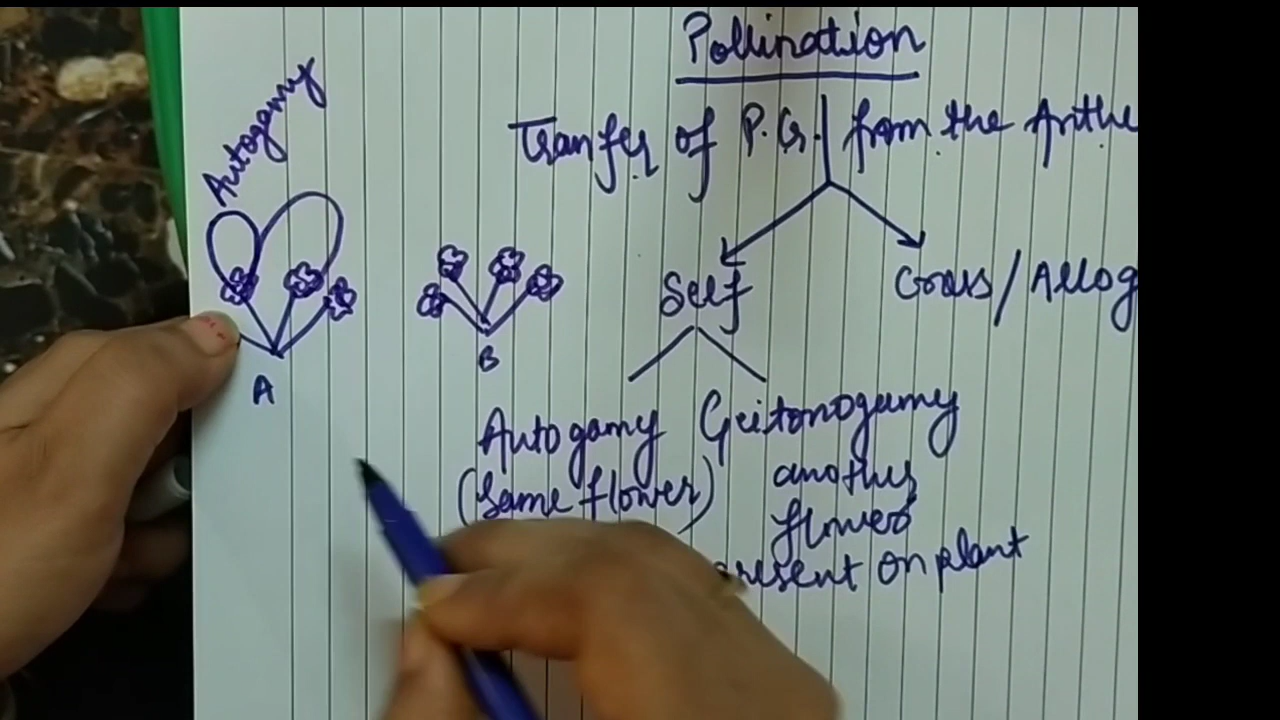 Pollination
Tranfer of P.G. from the Anthe
Autogamy
Self
Cross/Allog
A
B
Autogamy Geitonogamy
(Same flower) another
flower
present on plant